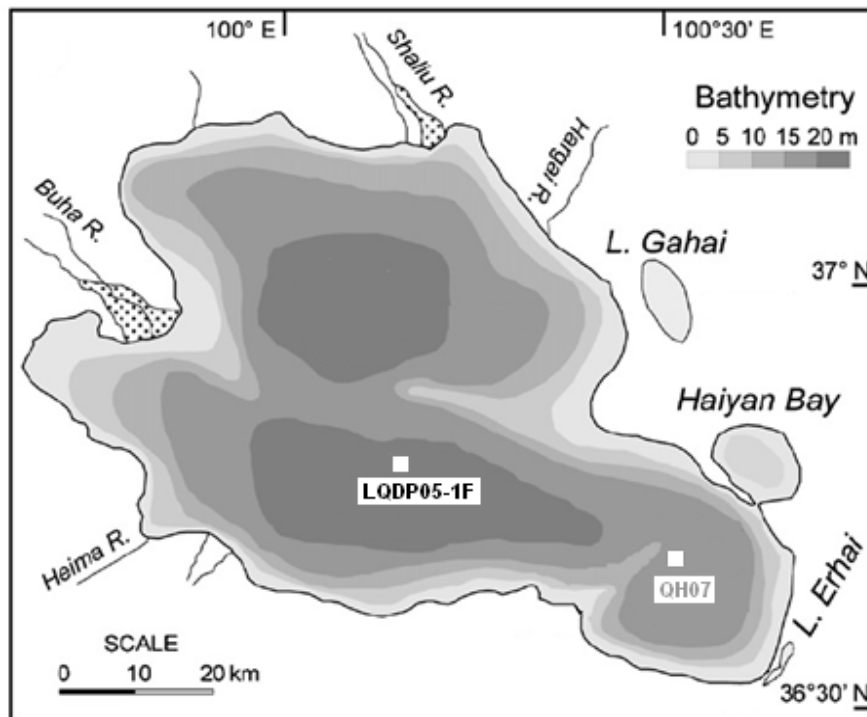 100° E
100°30' E
Shaliu R.
Bathymetry
0 5 10 15 20 m
Hargai R.
Buha R.
L. Gahai
37° N
Haiyan Bay
LQDP05-1F
Heima R.
QH07
L. Erhai
SCALE
0 10 20 km
36°30' N